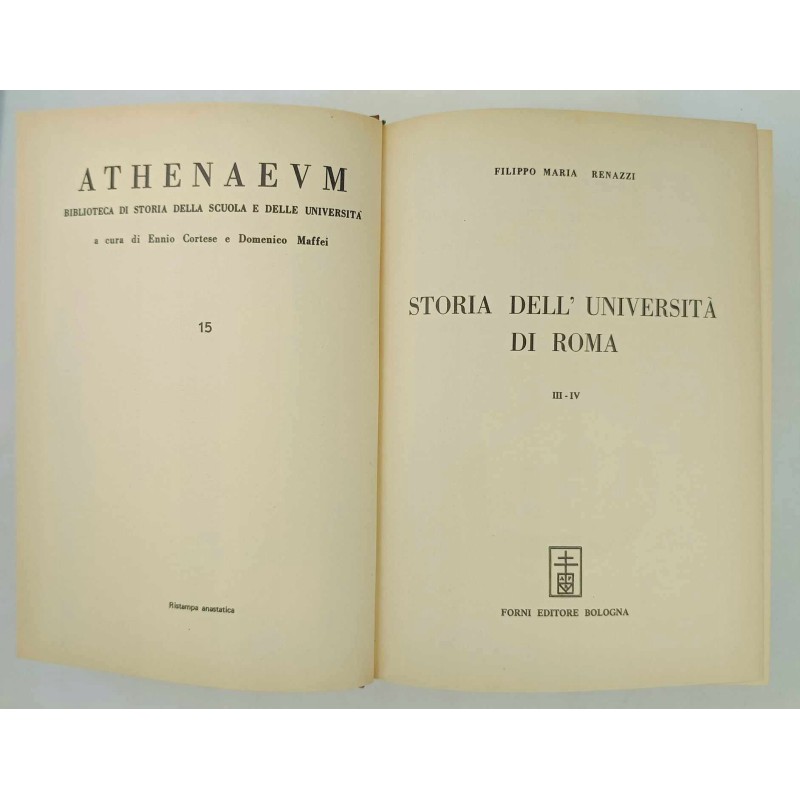 ATHENAEVM
BIBLIOTECA DI STORIA DELLA SCUOLA E DELLE UNIVERSITÀ
a cura di Ennio Cortese e Domenico Maffei
15
Ristampa anastatica
FILIPPO MARIA RENAZZI
STORIA DELL' UNIVERSITÀ
DI ROMA
III - IV
A F
FORNI EDITORE BOLOGNA